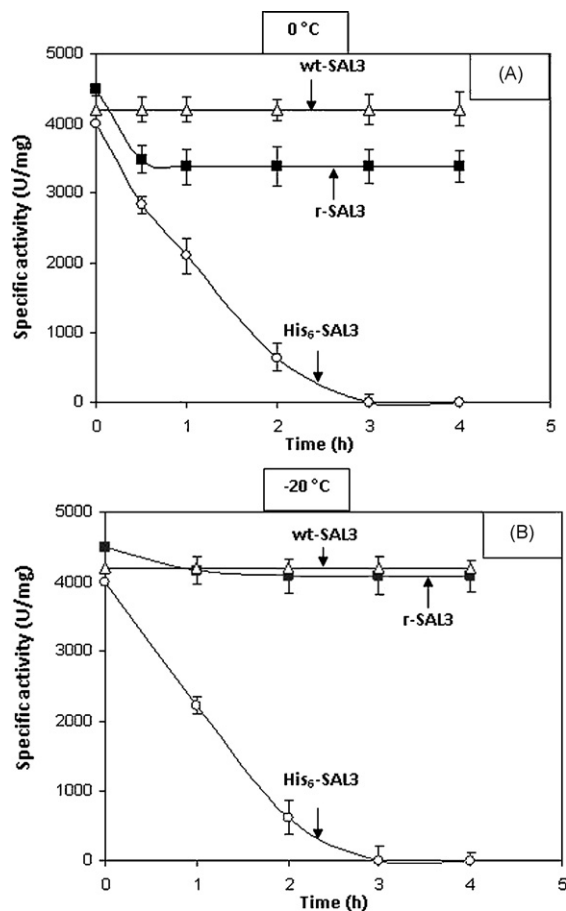 0 °C
(A)
5000
4000
3000
2000
1000
0
Specific activity (U/mg)
wt-SAL3
r-SAL3
His₆-SAL3
0 1 2 3 4 5
Time (h)
-20 °C
(B)
5000
4000
3000
2000
1000
0
Specific activity (U/mg)
wt-SAL3
r-SAL3
His₆-SAL3
0 1 2 3 4 5
Time (h)